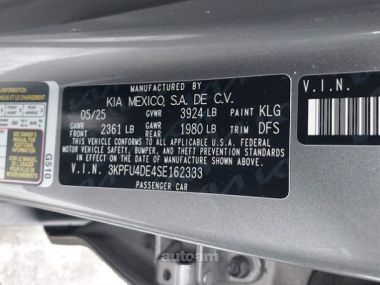 MANUFACTURED BY
KIA MEXICO, S.A. DE C.V.
05/25 GVWR 3924 LB PAINT KLG
GAWR FRONT 2361 LB GAWR REAR 1980 LB TRIM DFS
THIS VEHICLE CONFORMS TO ALL APPLICABLE FEDERAL
MOTOR VEHICLE SAFETY, BUMPER, AND THEFT PREVENTION
STANDARDS IN EFFECT ON THE DATE OF MANUFACTURE SHOWN ABOVE.
V.I.N. 3KPFU4DE4SE162333
PASSENGER CAR
V.I.N.
G510
autoam